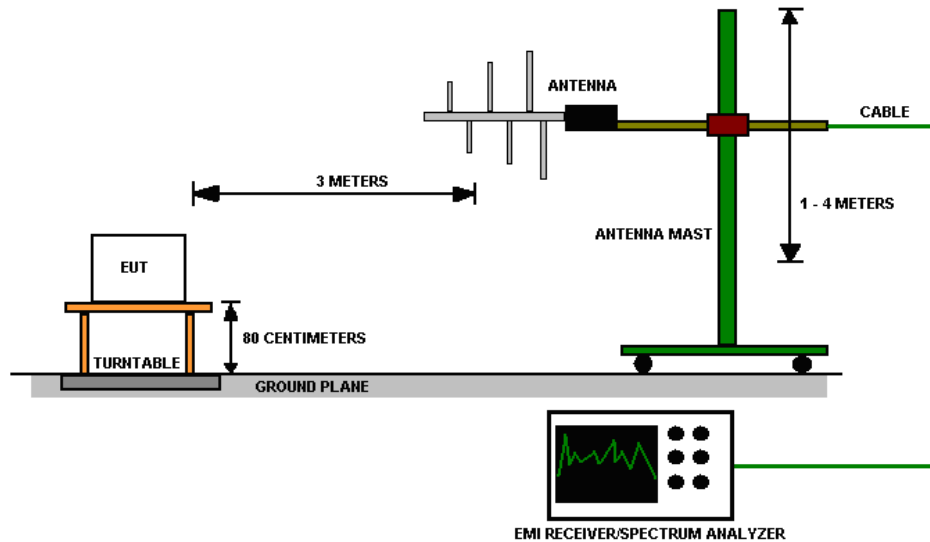 ANTENNA
CABLE
3 METERS
1 - 4 METERS
ANTENNA MAST
EUT
80 CENTIMETERS
TURNTABLE
GROUND PLANE
EMI RECEIVER/SPECTRUM ANALYZER